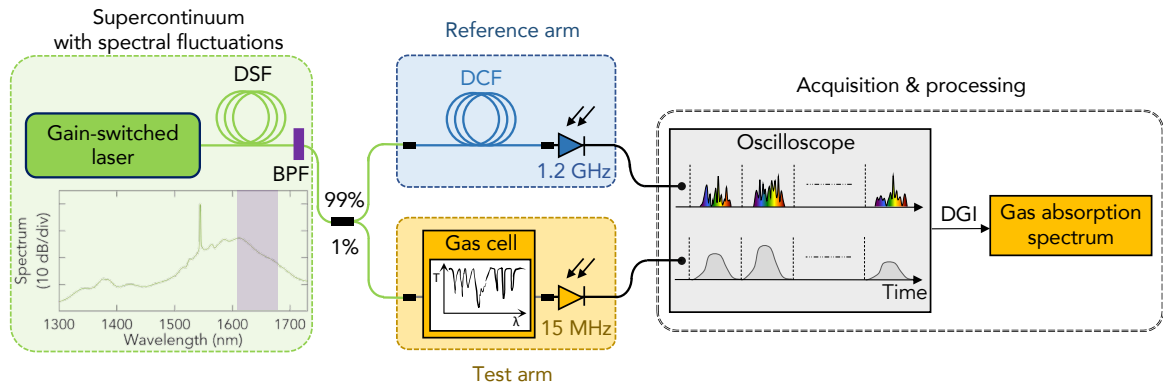 Supercontinuum
with spectral fluctuations
DSF
Gain-switched
laser
BPF
Spectrum
(10 dB/div)
1300
1400
1500
1600
1700
Wavelength (nm)
99%
1%
Reference arm
DCF
1.2 GHz
Gas cell
T
λ
15 MHz
Test arm
Acquisition & processing
Oscilloscope
Time
DGI
Gas absorption
spectrum